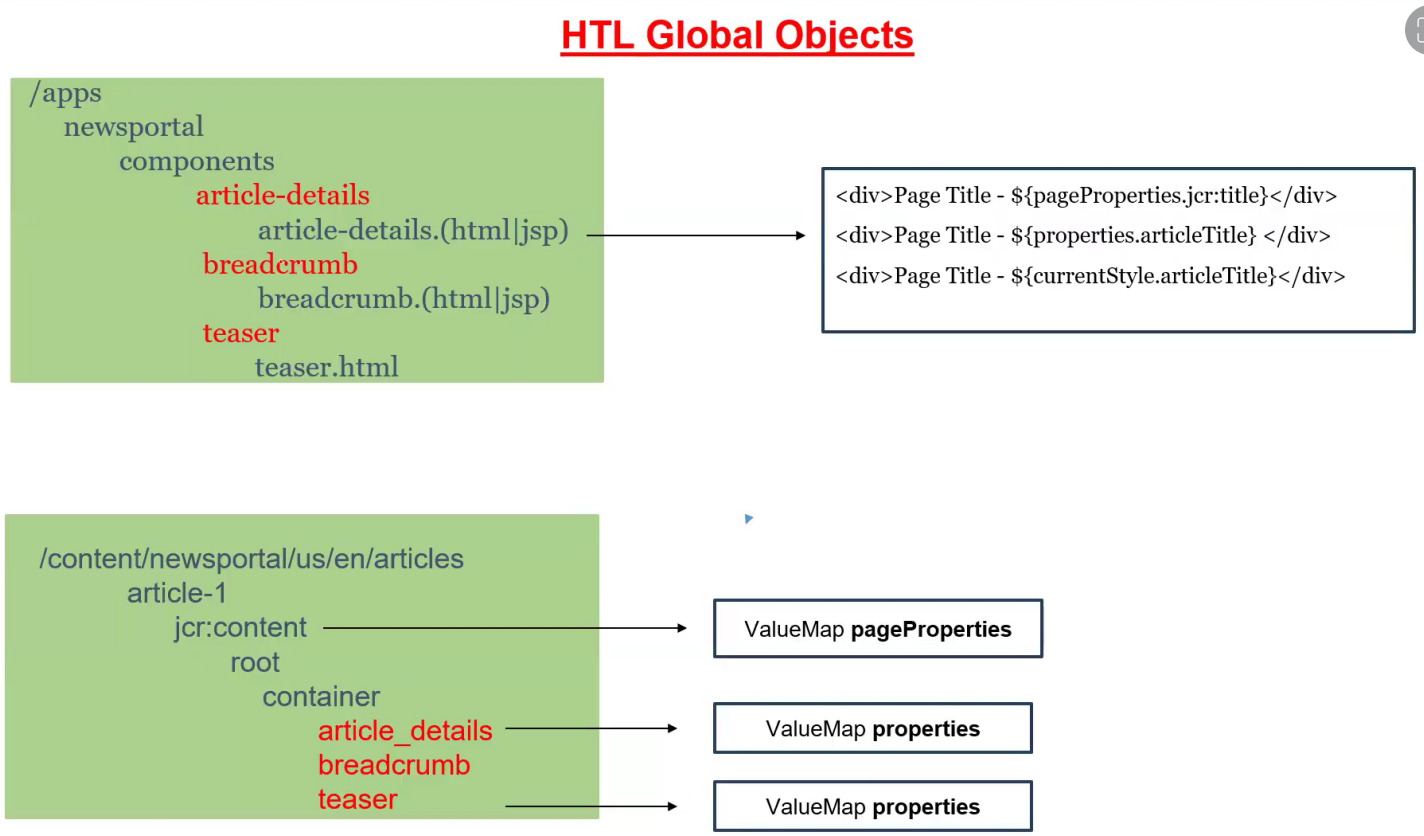 HTL Global Objects
/apps
newsportal
components
article-details
article-details.(html|jsp)
breadcrumb
breadcrumb.(html|jsp)
teaser
teaser.html
<div>Page Title - ${pageProperties.jcr:title}</div>
<div>Page Title - ${properties.articleTitle} </div>
<div>Page Title - ${currentStyle.articleTitle}</div>
/content/newsportal/us/en/articles
article-1
jcr:content
root
container
article_details
breadcrumb
teaser
ValueMap pageProperties
ValueMap properties
ValueMap properties